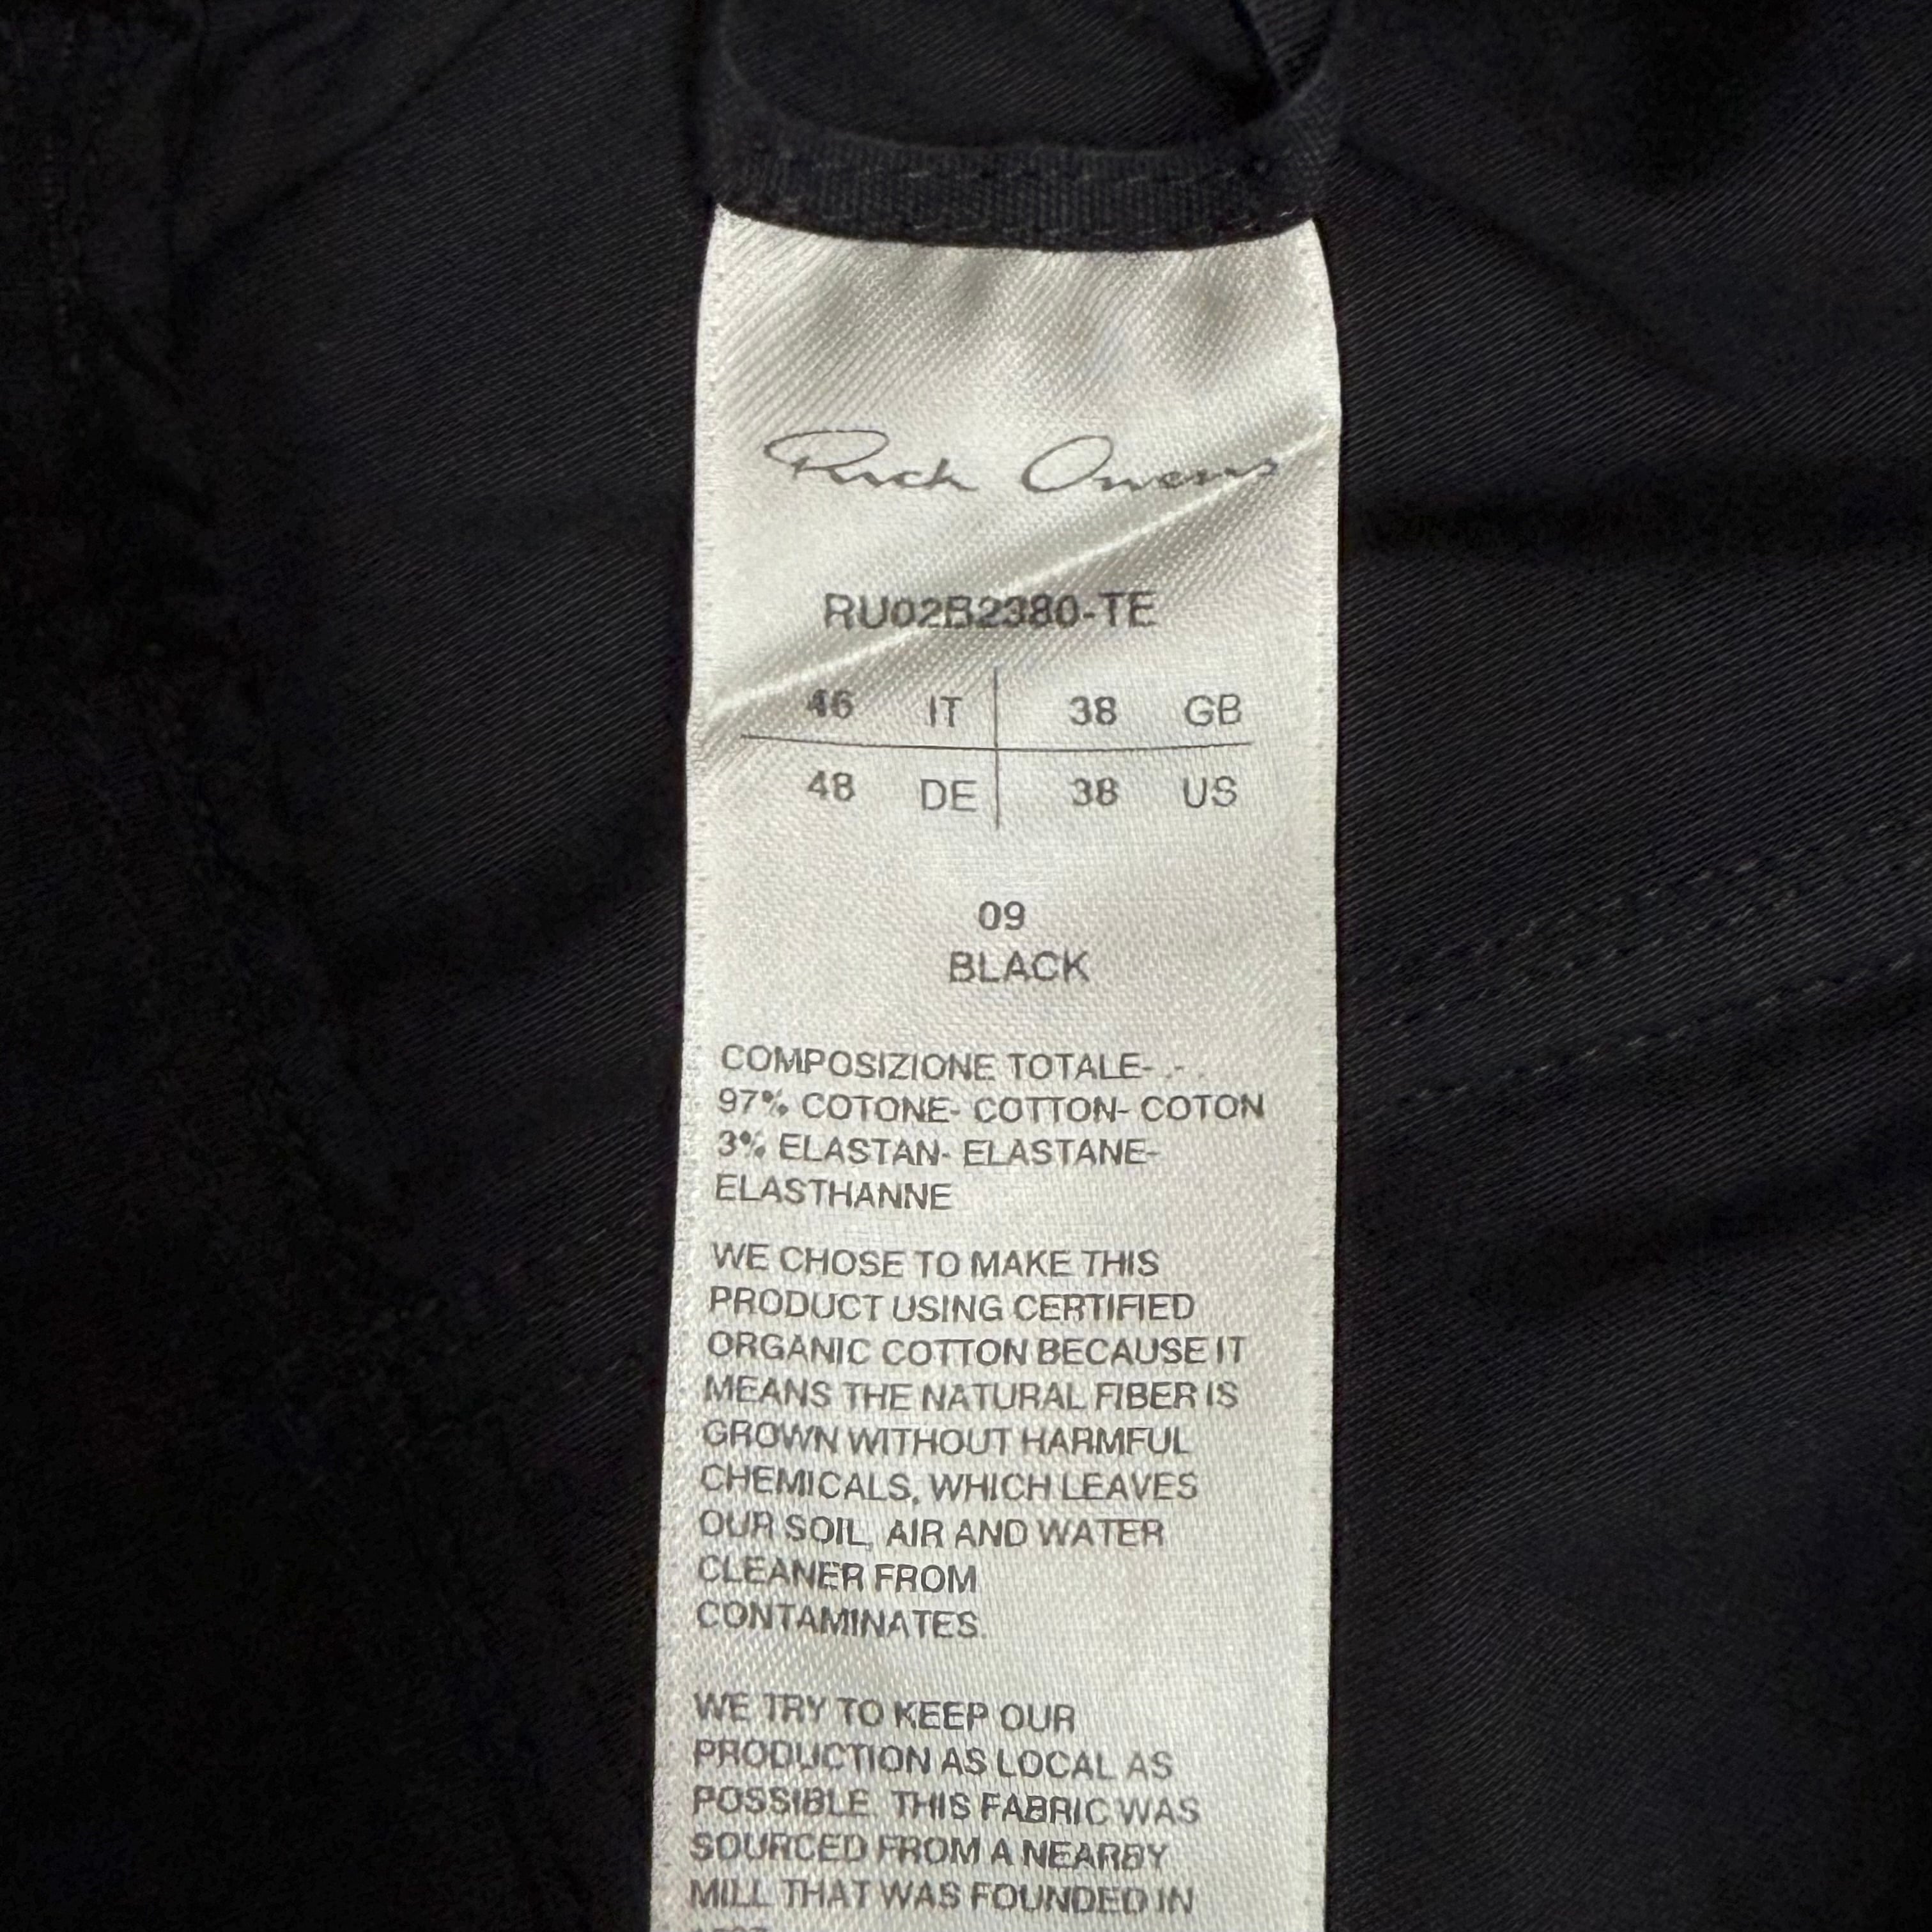 Rick Owens
RU02B2380-TE
46 IT 38 GB
48 DE 38 US
09
BLACK
COMPOSIZIONE TOTALE- .- .
97% COTONE- COTTON- COTON
3% ELASTAN- ELASTANE-
ELASTHANNE
WE CHOSE TO MAKE THIS
PRODUCT USING CERTIFIED
ORGANIC COTTON BECAUSE IT
MEANS THE NATURAL FIBER IS
GROWN WITHOUT HARMFUL
CHEMICALS, WHICH LEAVES
OUR SOIL, AIR AND WATER
CLEANER FROM
CONTAMINATES.
WE TRY TO KEEP OUR
PRODUCTION AS LOCAL AS
POSSIBLE. THIS FABRIC WAS
SOURCED FROM A NEARBY
MILL THAT WAS FOUNDED IN